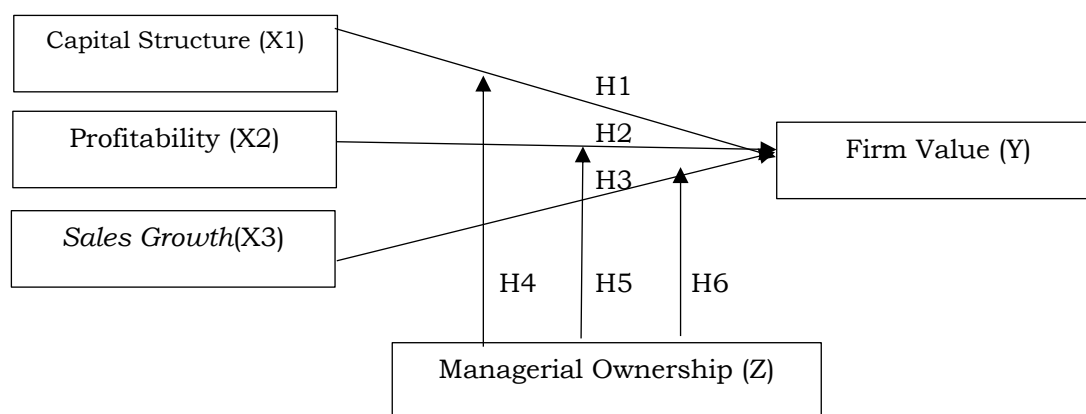 Capital Structure (X1)
H1
Profitability (X2)
H2
Firm Value (Y)
H3
Sales Growth(X3)
H4
H5
H6
Managerial Ownership (Z)